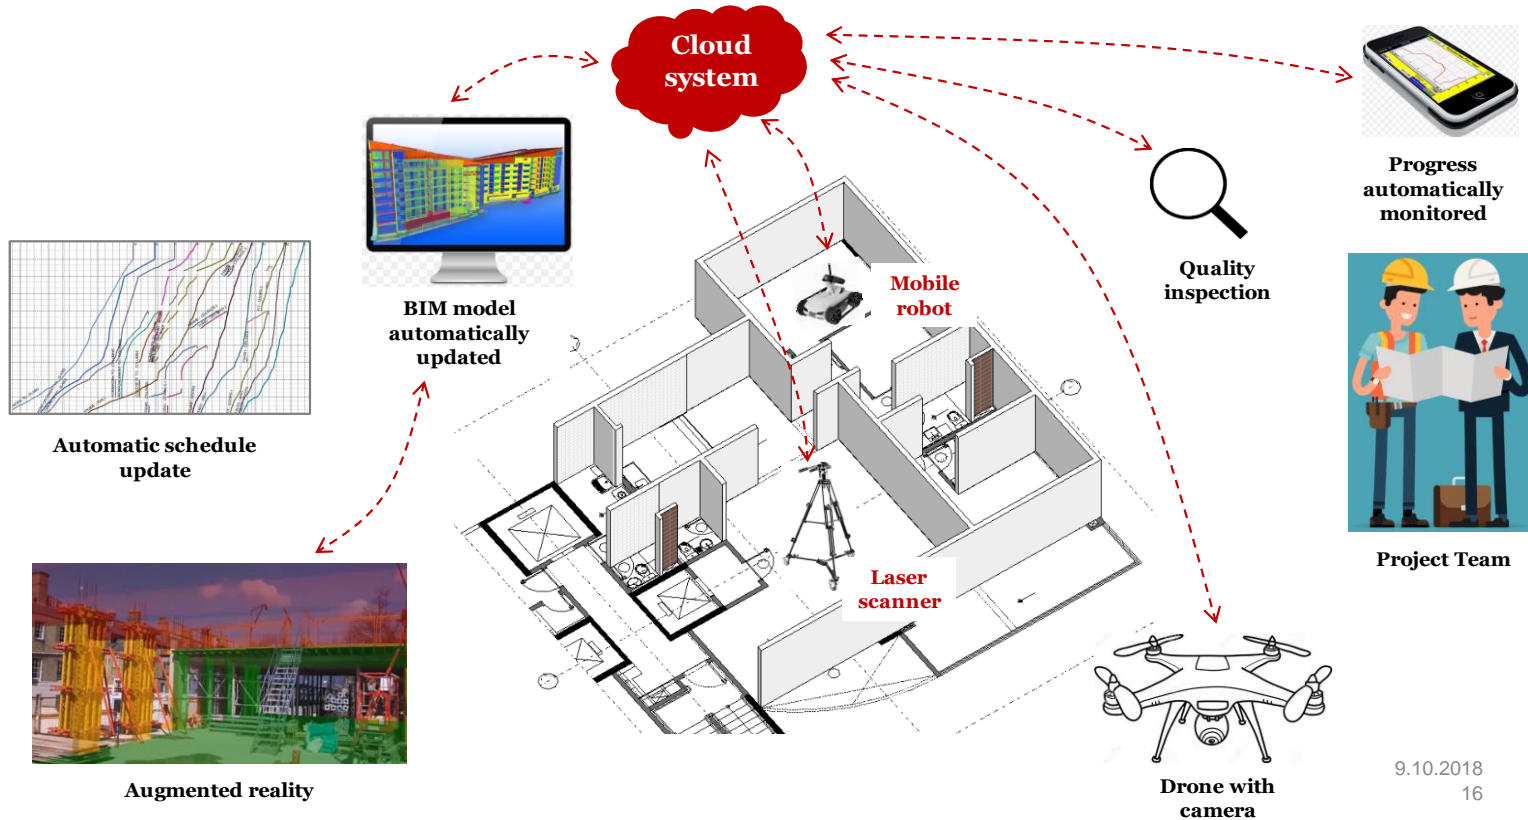 Cloud
system
BIM model
automatically
updated
Automatic schedule
update
Augmented reality
Mobile
robot
Laser
scanner
Quality
inspection
Progress
automatically
monitored
Project Team
Drone with
camera
9.10.2018
16